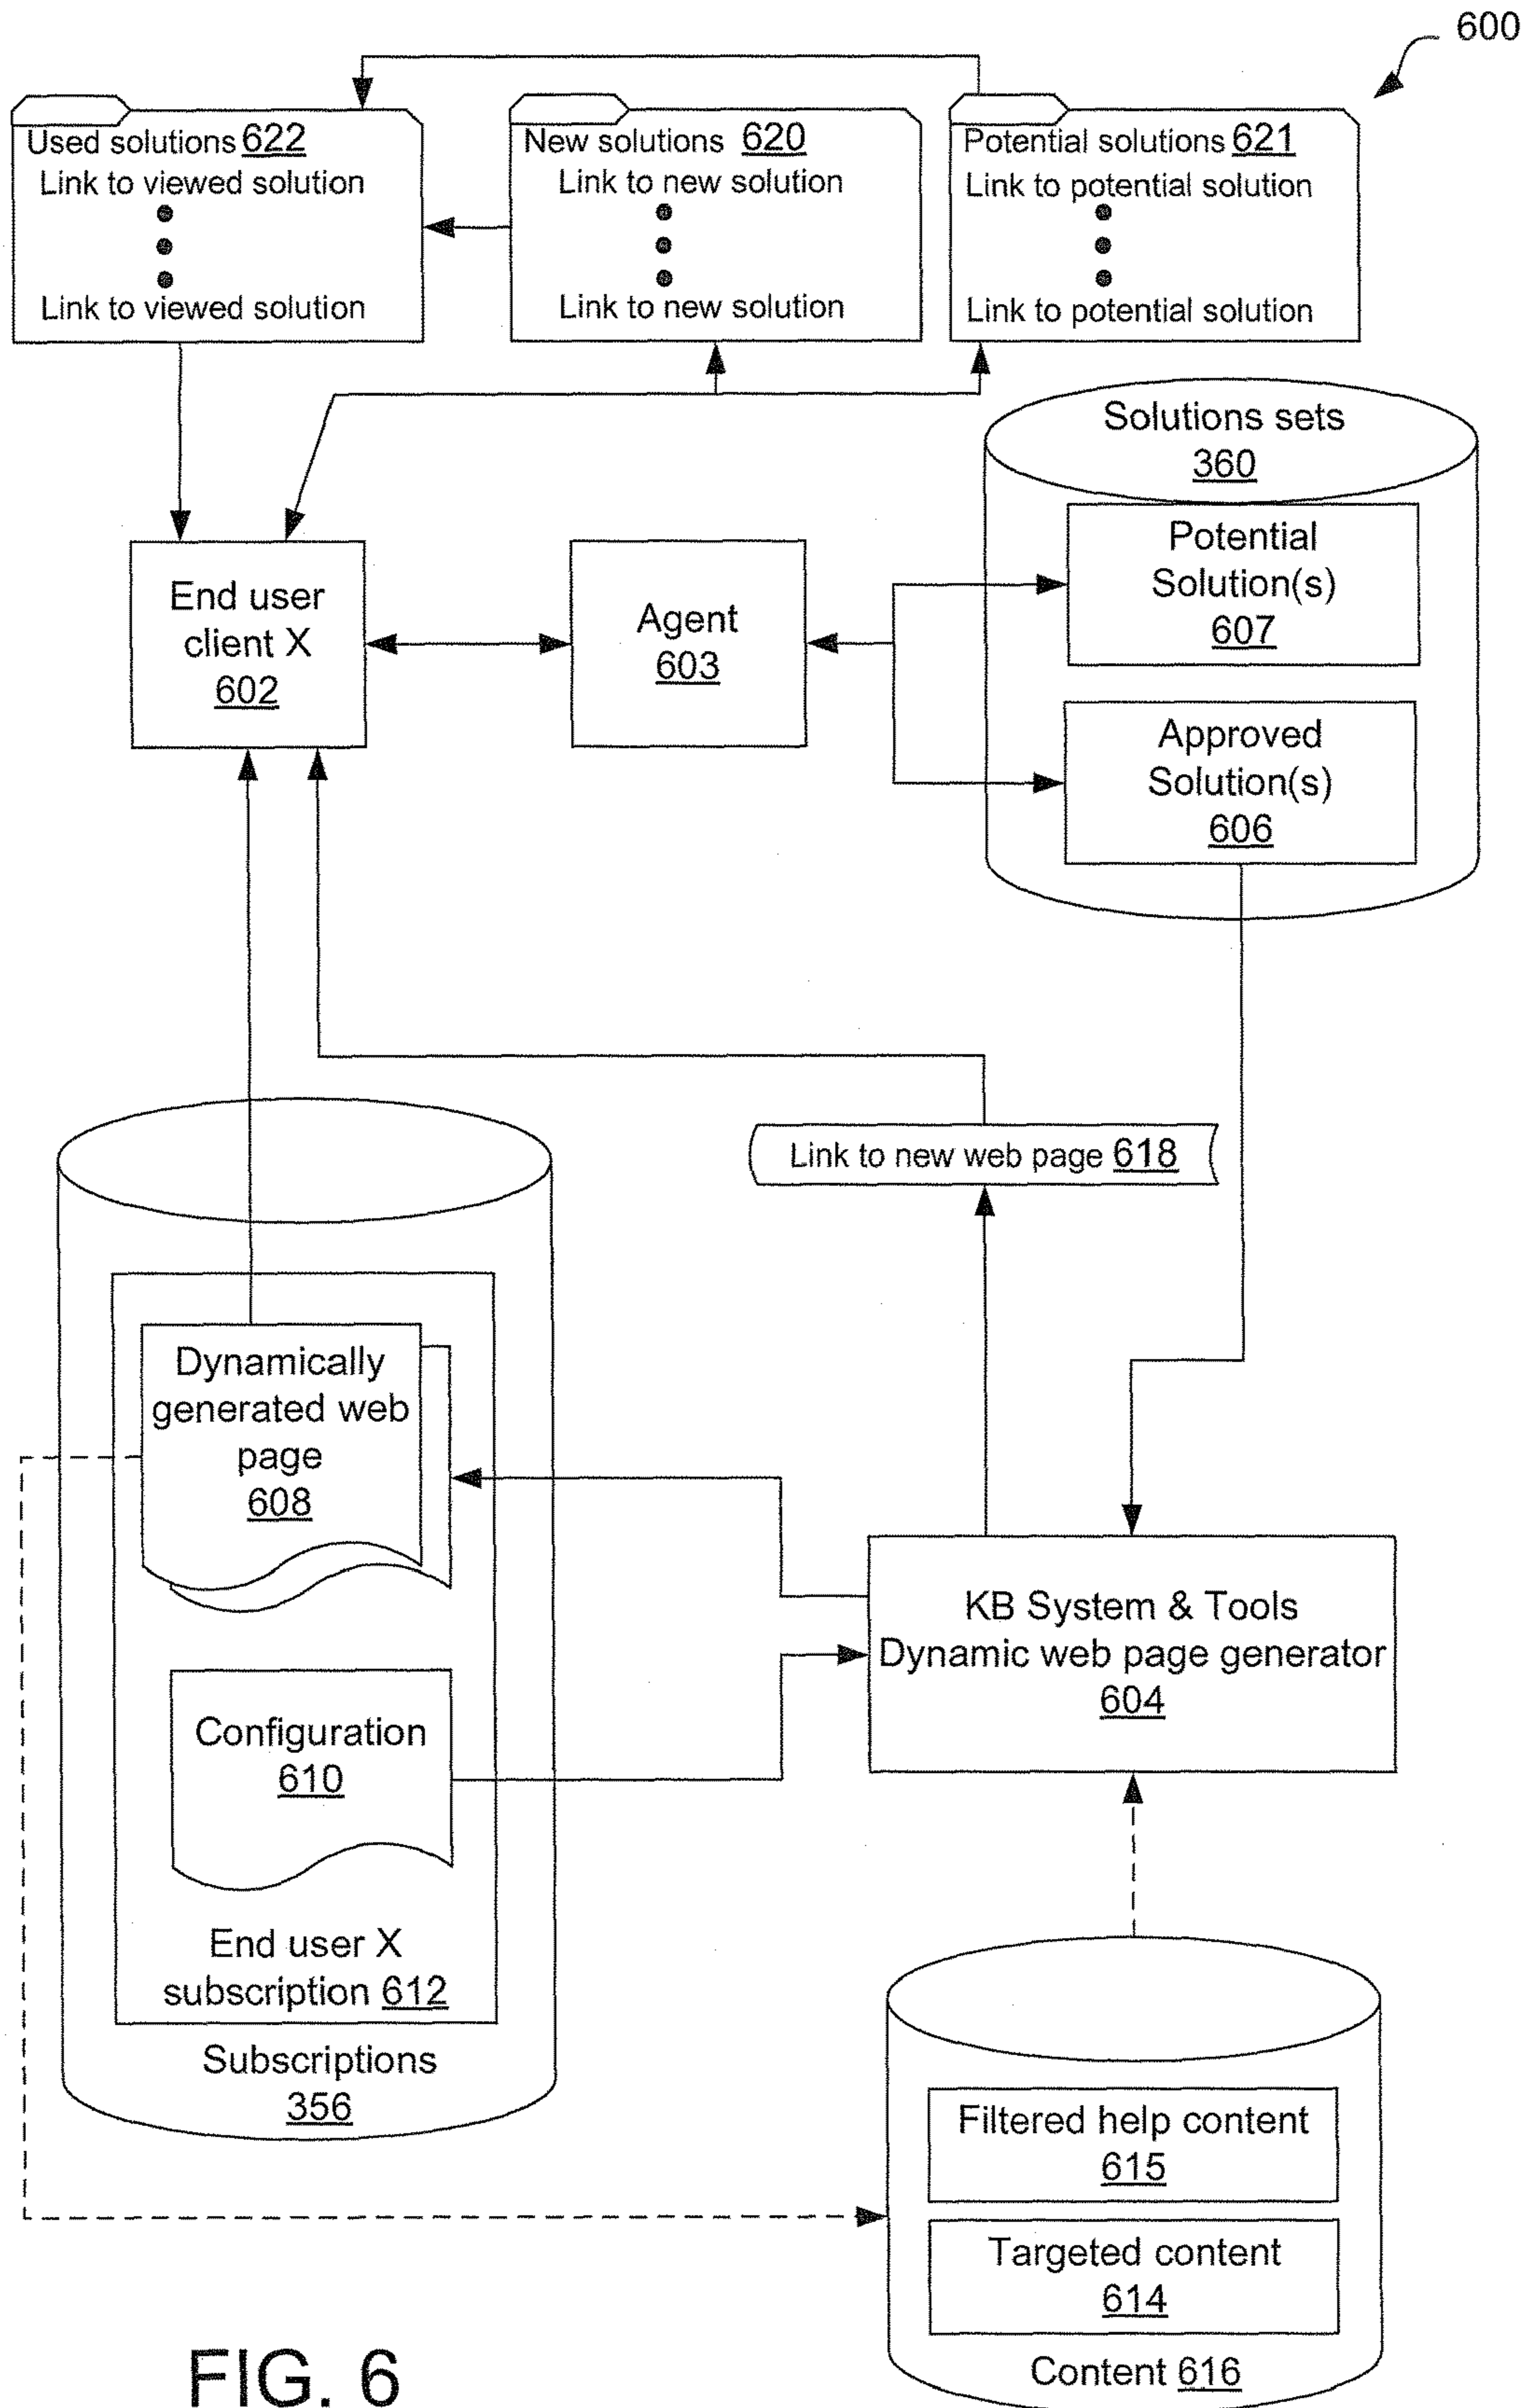 600
Used solutions 622
Link to viewed solution
Link to viewed solution
New solutions 620
Link to new solution
Link to new solution
Potential solutions 621
Link to potential solution
Link to potential solution
Solutions sets
360
Potential
Solution(s)
607
Approved
Solution(s)
606
End user
client X
602
Agent
603
Link to new web page 618
Dynamically
generated web
page
608
Configuration
610
End user X
subscription 612
Subscriptions
356
KB System & Tools
Dynamic web page generator
604
Filtered help content
615
Targeted content
614
Content 616
FIG. 6